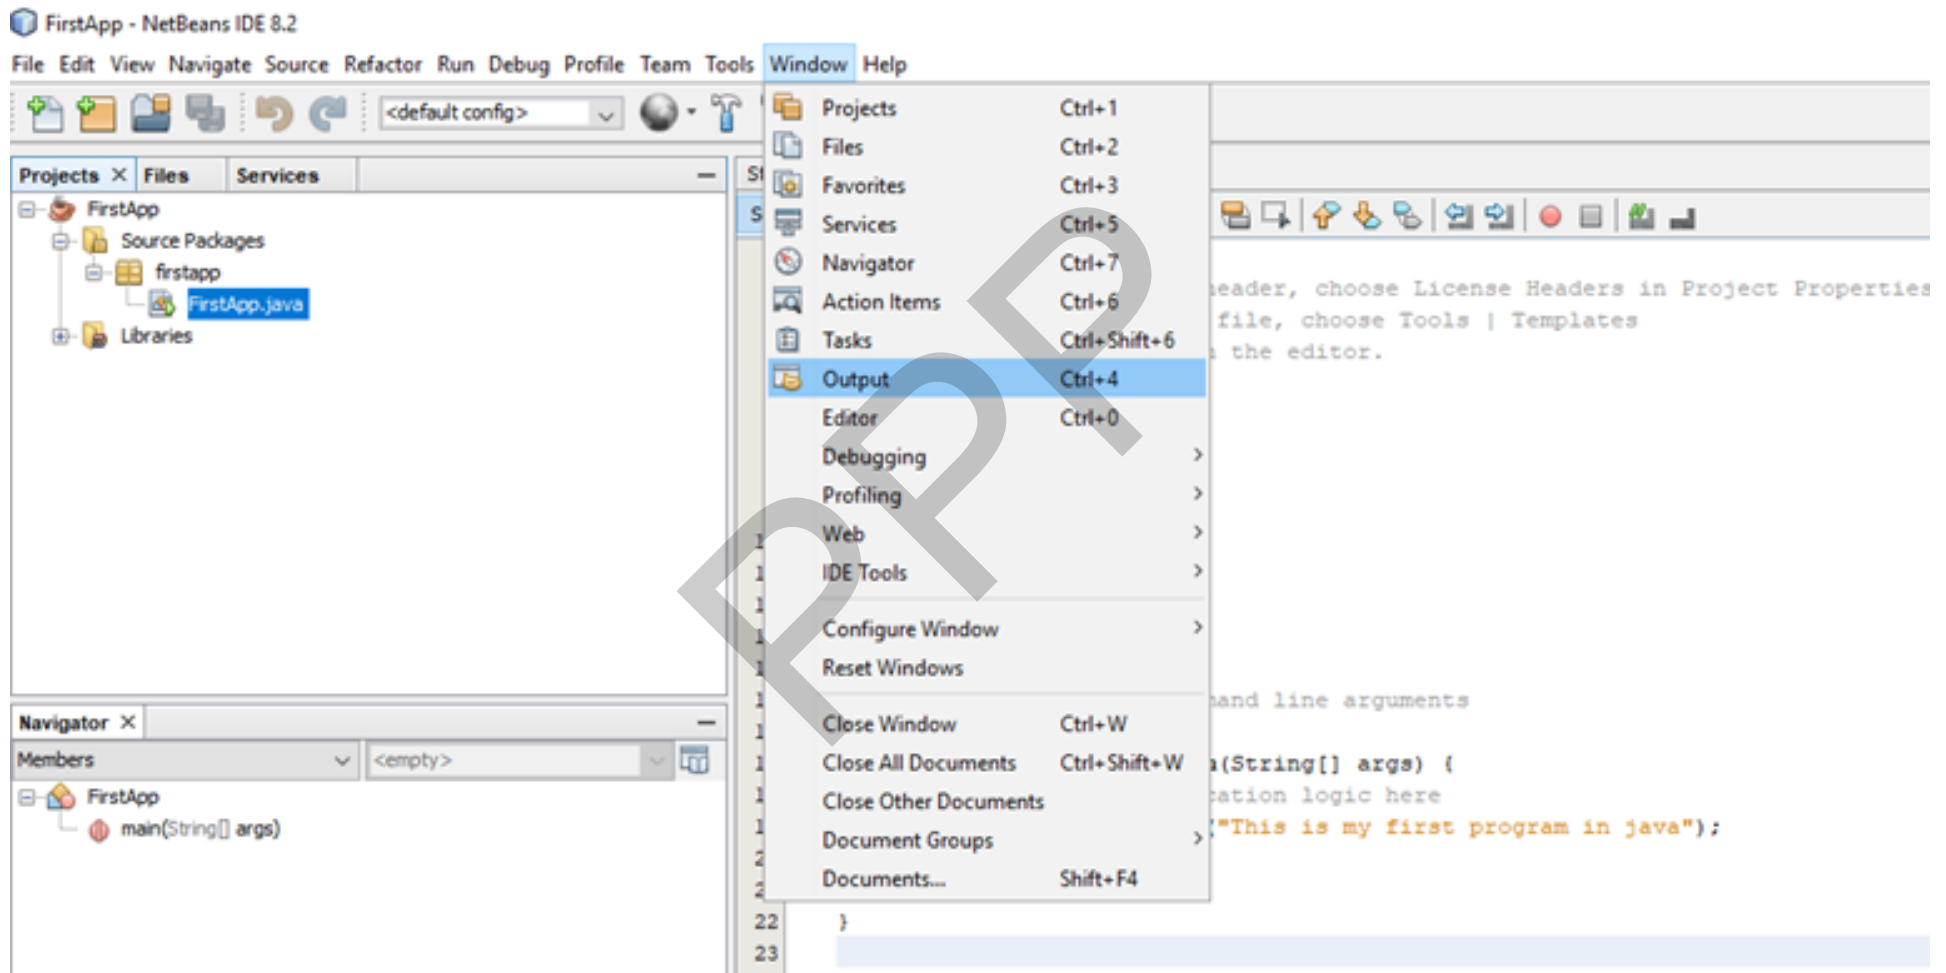 FirstApp - NetBeans IDE 8.2
File Edit View Navigate Source Refactor Run Debug Profile Team Tools Window Help
<default config>
Projects Files Services
FirstApp
Source Packages
firstapp
FirstApp.java
Libraries
Navigator
Members <empty>
FirstApp
main(String[] args)
Projects Ctrl+1
Files Ctrl+2
Favorites Ctrl+3
Services Ctrl+5
Navigator Ctrl+7
Action Items Ctrl+6
Tasks Ctrl+Shift+6
Output Ctrl+4
Editor Ctrl+0
Debugging
Profiling
Web
IDE Tools
Configure Window
Reset Windows
Close Window Ctrl+W
Close All Documents Ctrl+Shift+W
Close Other Documents
Document Groups
Documents... Shift+F4
eader, choose License Headers in Project Properties
file, choose Tools | Templates
the editor.
and line arguments
(String[] args) {
ation logic here
("This is my first program in java");
22 }
23
PPP